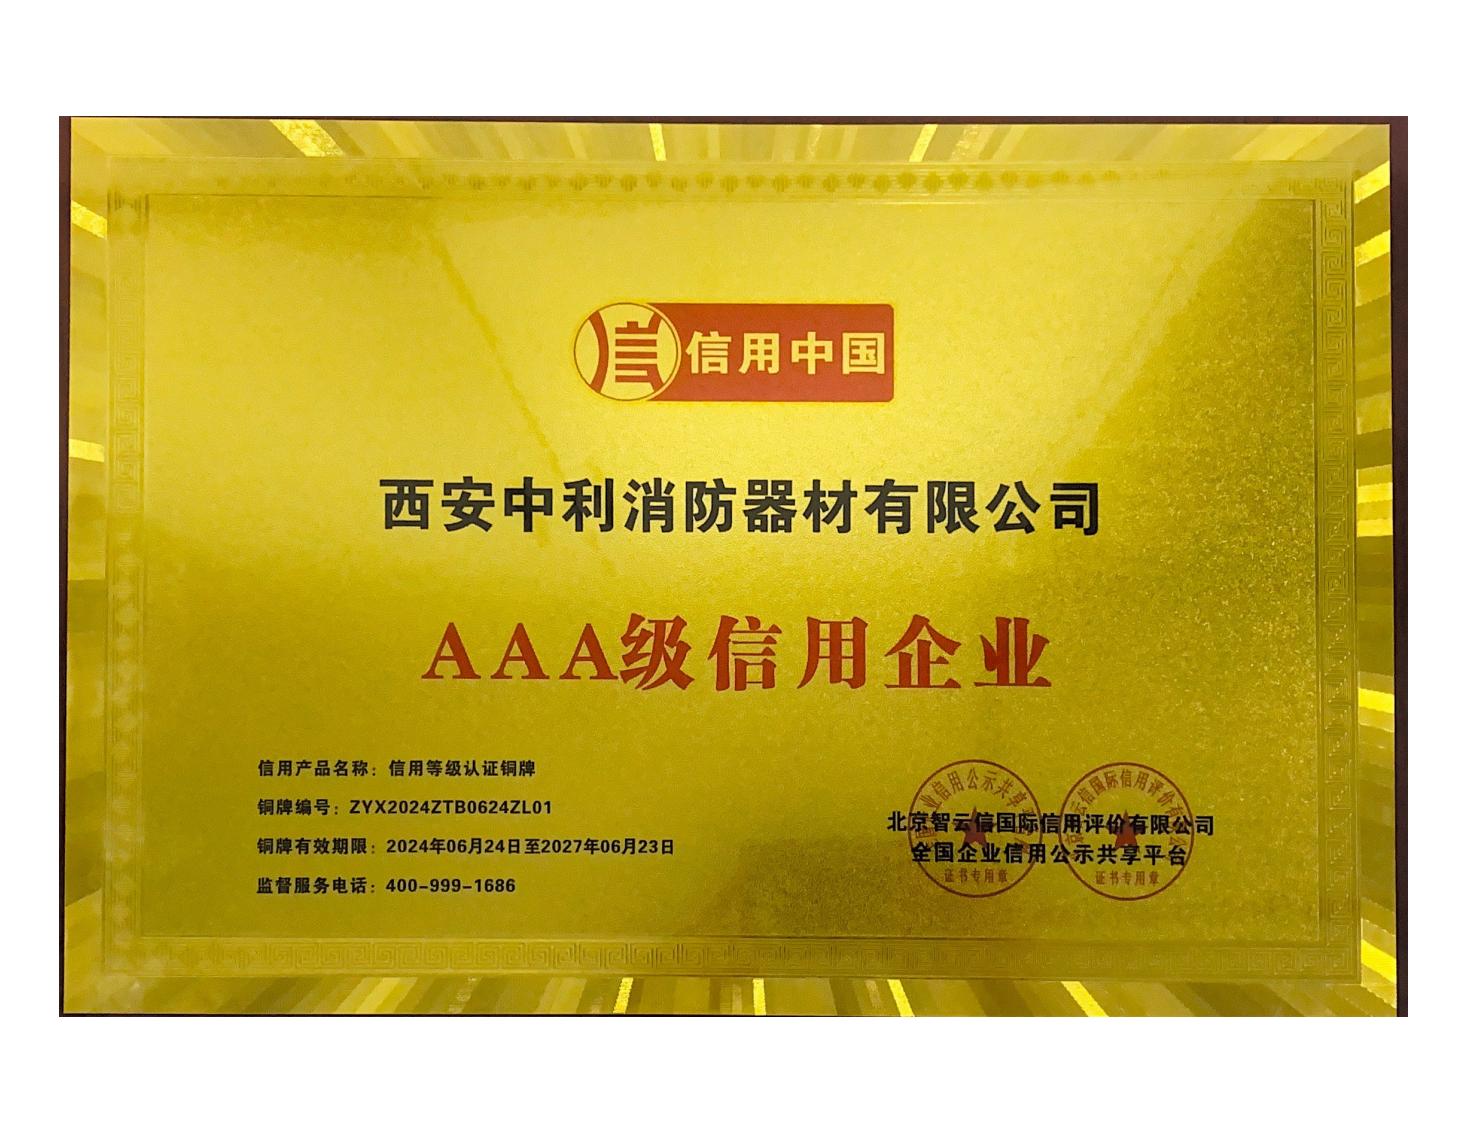 信 信用中国
西安中利消防器材有限公司
AAA级信用企业
信用产品名称：信用等级认证铜牌
铜牌编号：ZYX2024ZTB0624ZL01
铜牌有效期限：2024年06月24日至2027年06月23日
监督服务电话：400-999-1686
北京智云信国际信用评价有限公司
全国企业信用公示共享平台
证书专用章
证书专用章